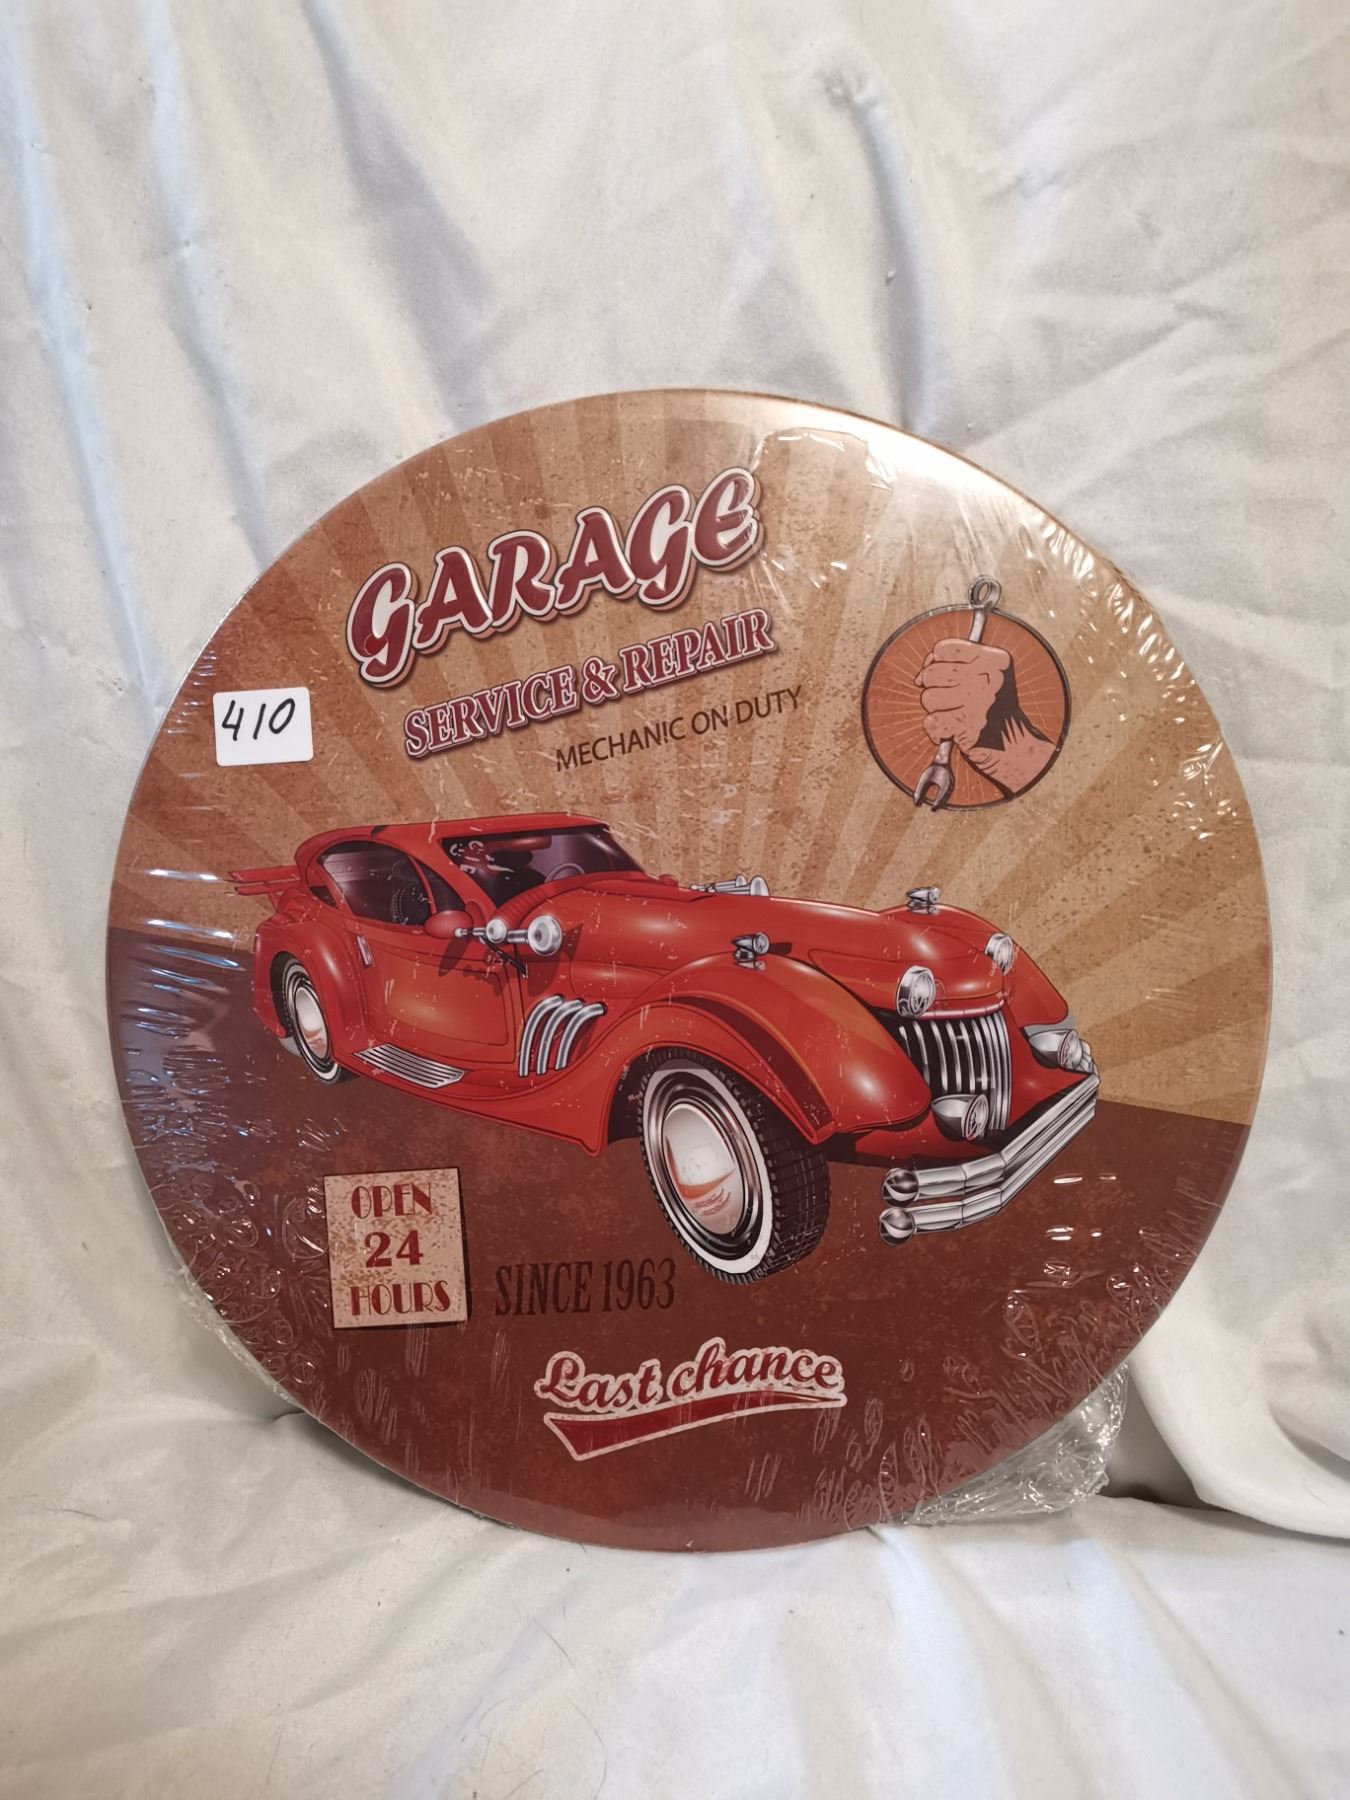 GARAGE
SERVICE & REPAIR
MECHANIC ON DUTY
410
OPEN
24
HOURS
SINCE 1963
Last chance